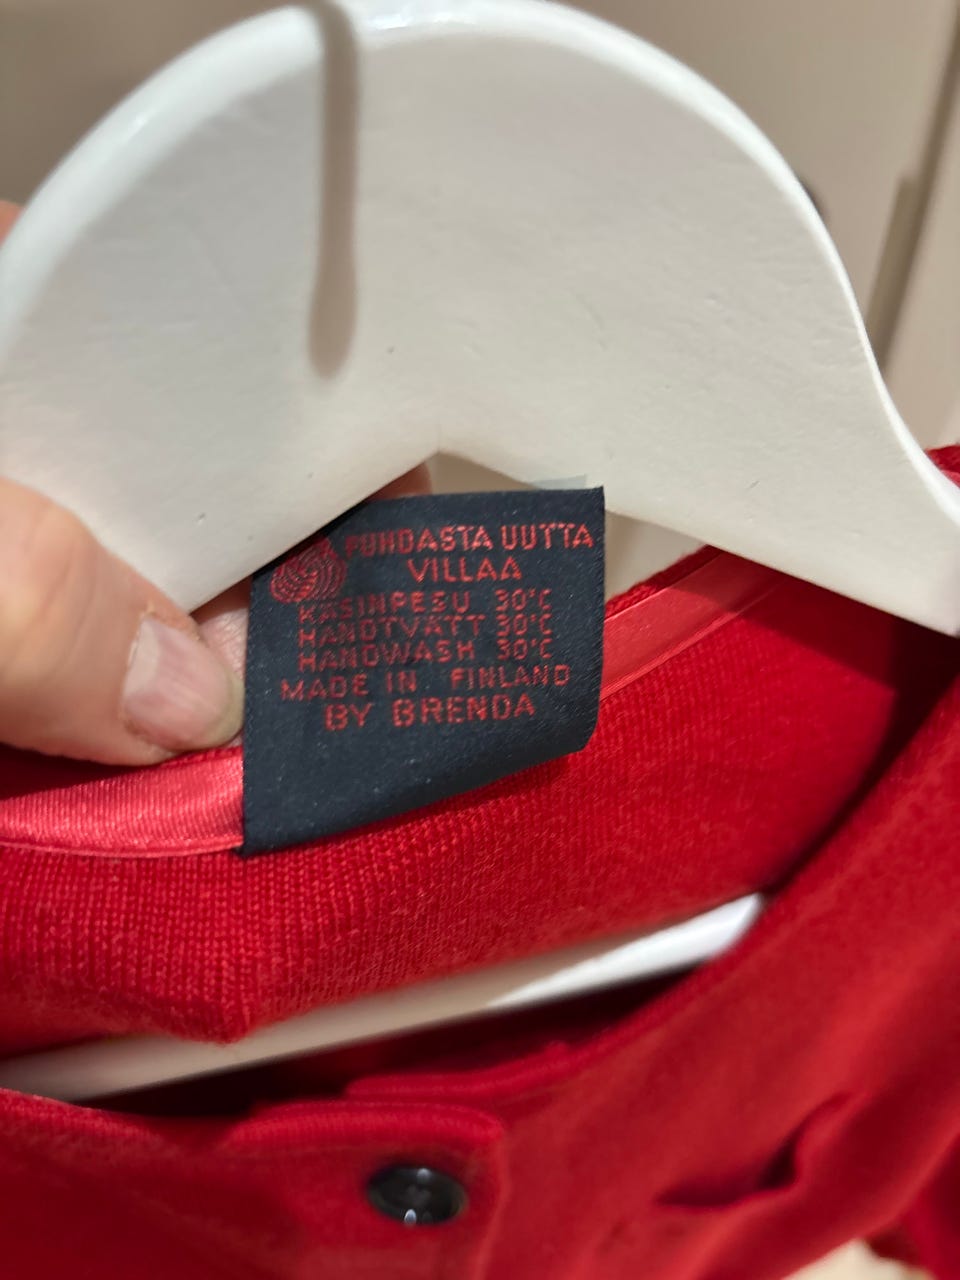 PUHDASTA UUTTA
VILLAA
KÄSINPESU 30°C
HANDTVÄTT 30°C
HANDWASH 30°C
MADE IN FINLAND
BY BRENDA